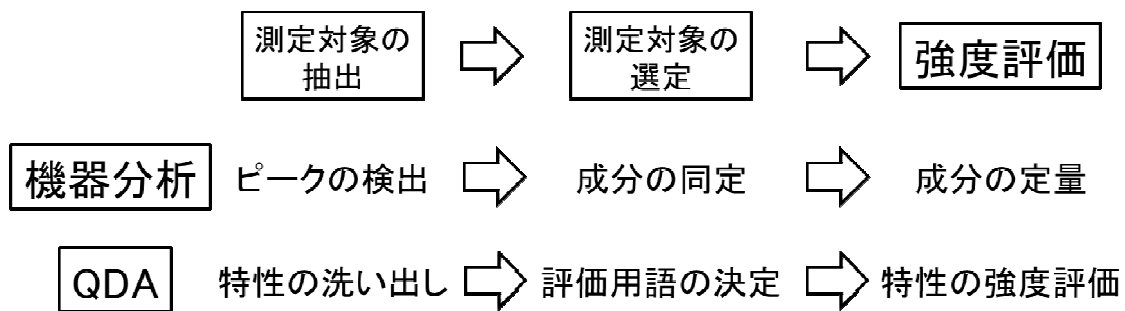 測定対象の
抽出
測定対象の
選定
強度評価
機器分析 ピークの検出 成分の同定 成分の定量
QDA 特性の洗い出し 評価用語の決定 特性の強度評価